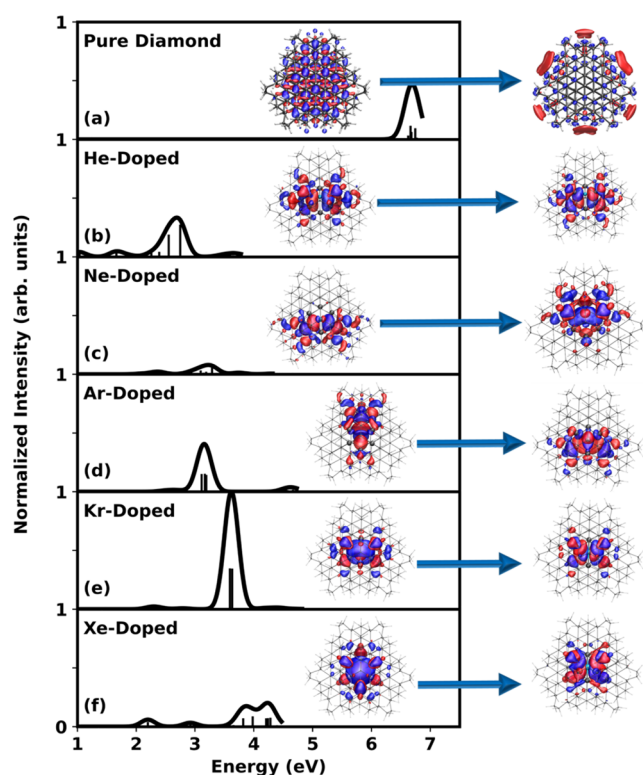 1
Pure Diamond
(a)
1
He-Doped
(b)
1
Ne-Doped
(c)
1
Ar-Doped
(d)
1
Kr-Doped
(e)
1
Xe-Doped
(f)
0
1 2 3 4 5 6 7
Energy (eV)
Normalized Intensity (arb. units)